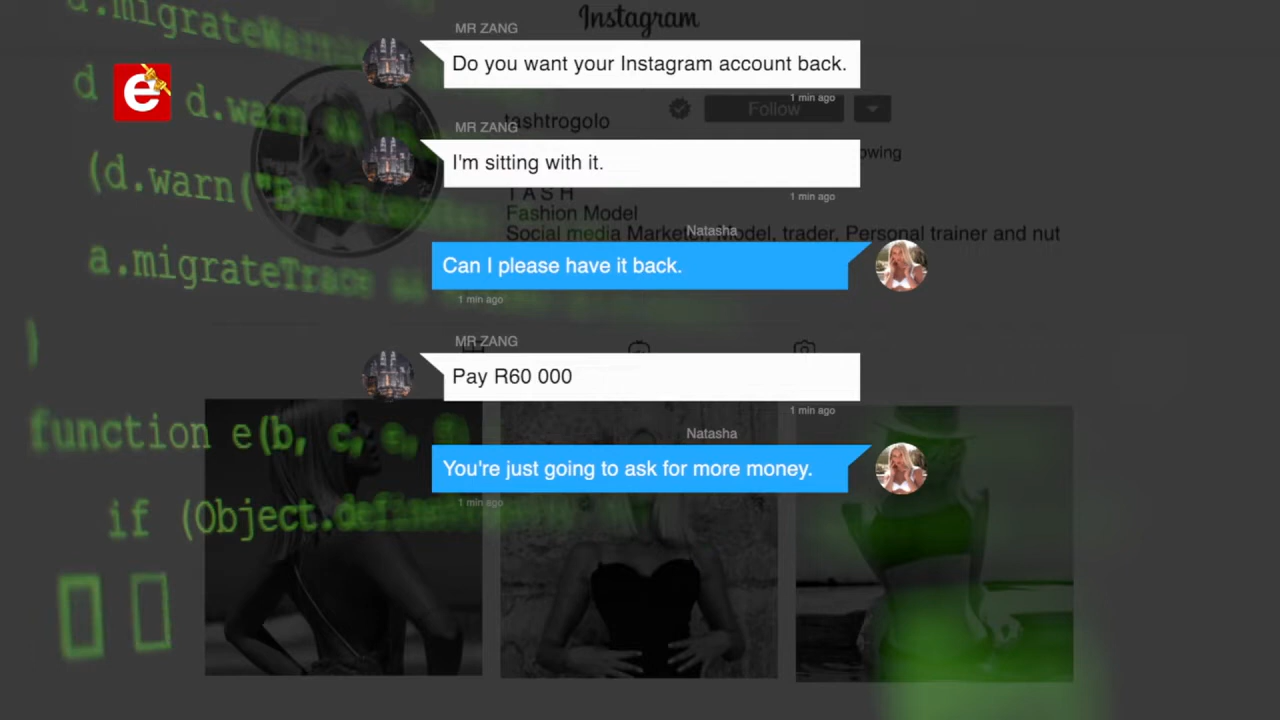 Instagram
a.migrateWarn
MR ZANG
Do you want your Instagram account back.
1 min ago
e
d d.warn
Follow
tashtrogolo
MR ZANG
I'm sitting with it.
owing
1 min ago
(d.warn("
T A S H
Fashion Model
Social media Marketer, Model, trader, Personal trainer and nut
Natasha
Can I please have it back.
a.migrateTrace
1 min ago
)
MR ZANG
Pay R60 000
1 min ago
function e(b, c, e,
Natasha
You're just going to ask for more money.
1 min ago
if (Object.define